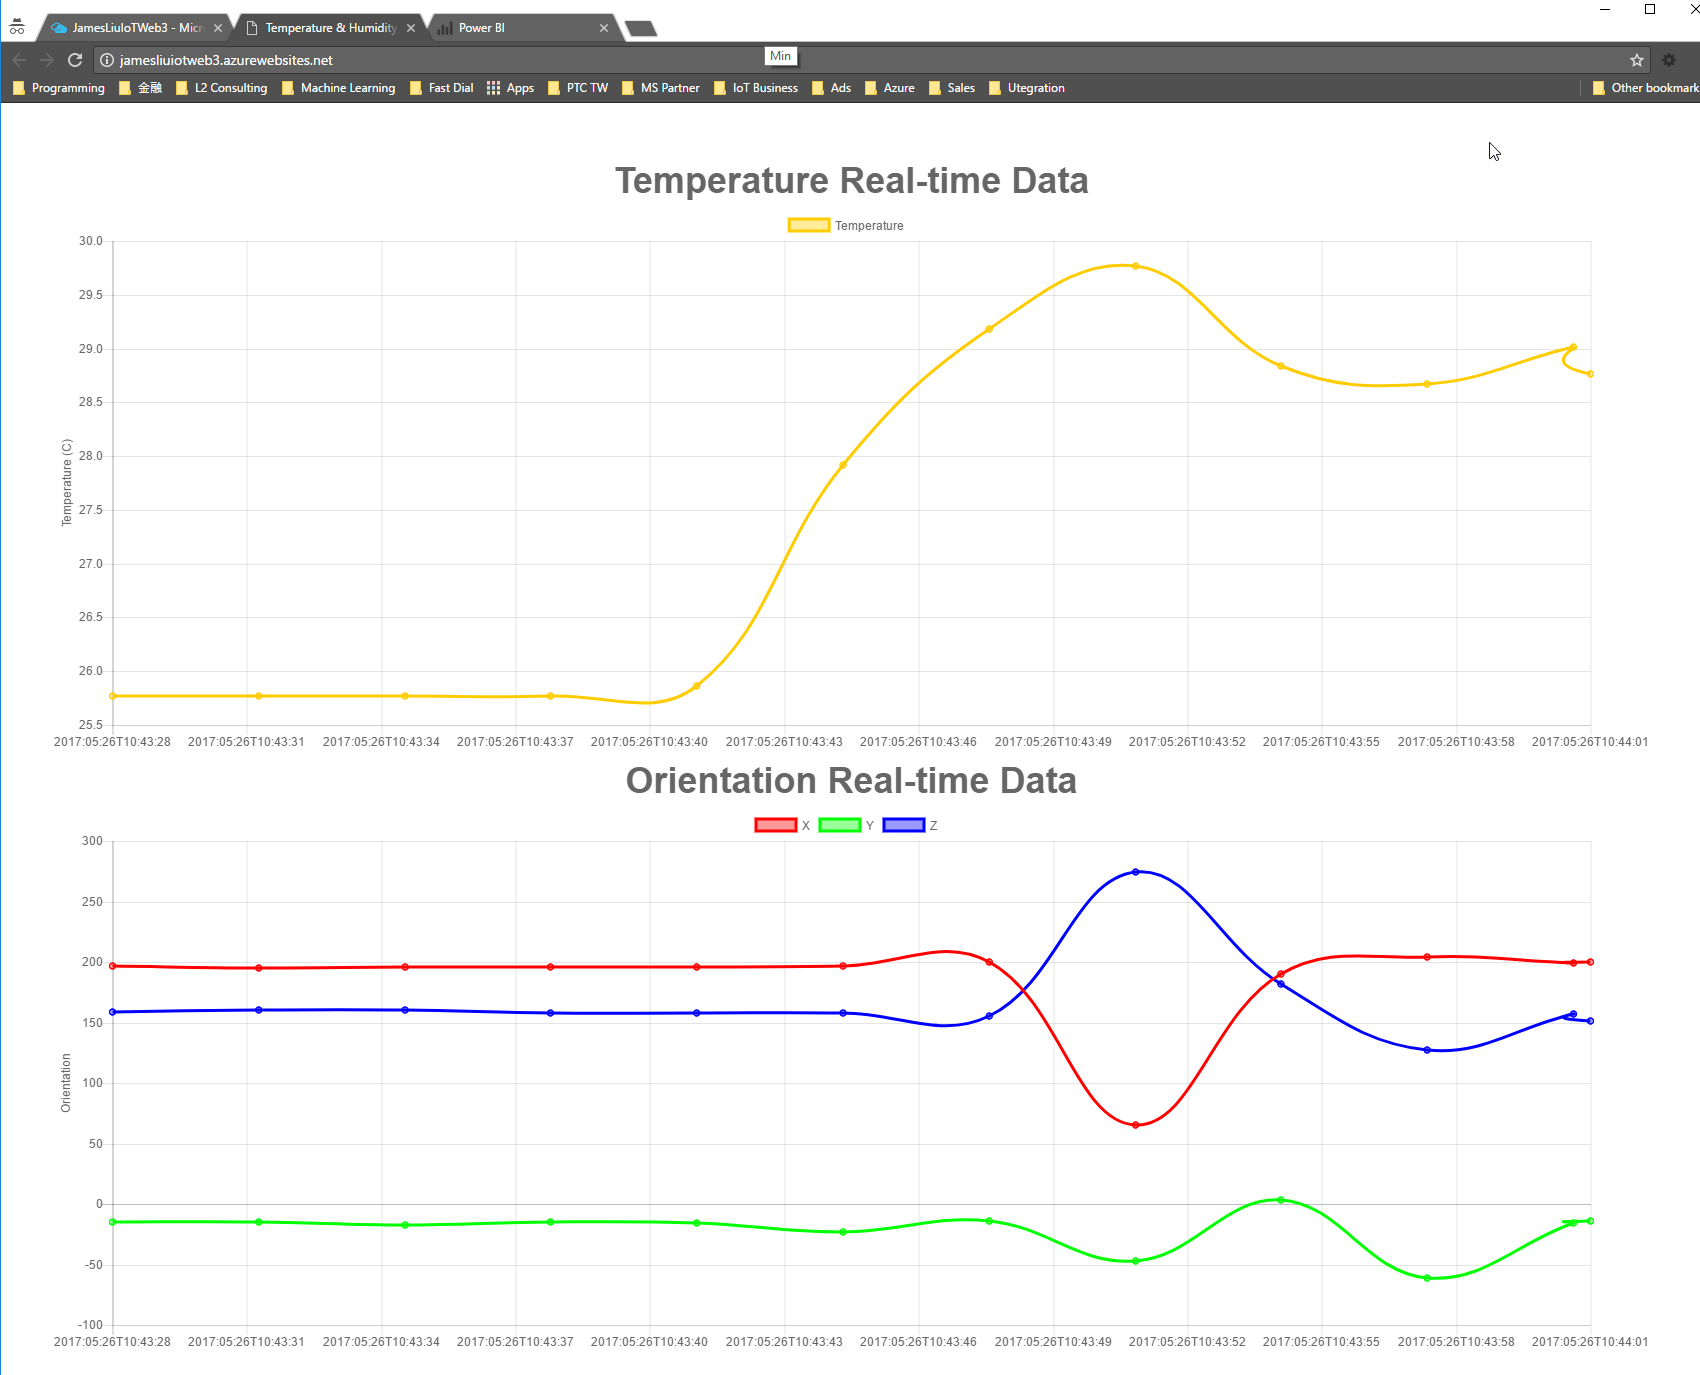 JamesLiuIoTWeb3 - Micr
Temperature & Humidity
Power BI
jamesliuiotweb3.azurewebsites.net
Min
Programming 金融 L2 Consulting Machine Learning Fast Dial Apps PTC TW MS Partner IoT Business Ads Azure Sales Utegration Other bookmark
Temperature Real-time Data
Temperature
30.0
29.5
29.0
28.5
28.0
27.5
27.0
26.5
26.0
25.5
Temperature (C)
2017:05:26T10:43:28 2017:05:26T10:43:31 2017:05:26T10:43:34 2017:05:26T10:43:37 2017:05:26T10:43:40 2017:05:26T10:43:43 2017:05:26T10:43:46 2017:05:26T10:43:49 2017:05:26T10:43:52 2017:05:26T10:43:55 2017:05:26T10:43:58 2017:05:26T10:44:01
Orientation Real-time Data
X Y Z
300
250
200
150
100
50
0
-50
-100
Orientation
2017:05:26T10:43:28 2017:05:26T10:43:31 2017:05:26T10:43:34 2017:05:26T10:43:37 2017:05:26T10:43:40 2017:05:26T10:43:43 2017:05:26T10:43:46 2017:05:26T10:43:49 2017:05:26T10:43:52 2017:05:26T10:43:55 2017:05:26T10:43:58 2017:05:26T10:44:01